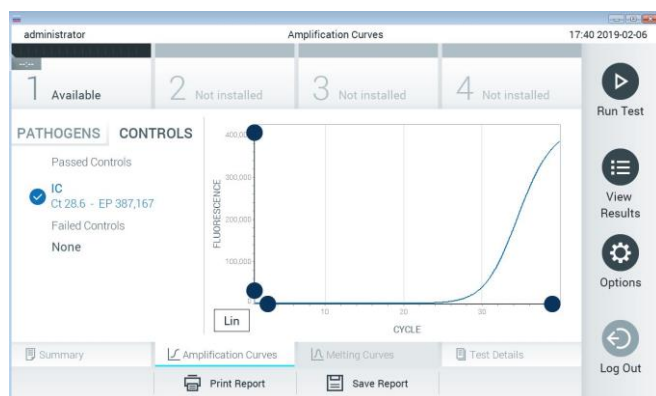 administrator
Amplification Curves
17:40 2019-02-06
--:--
1 Available
2 Not installed
3 Not installed
4 Not installed
Run Test
PATHOGENS
CONTROLS
Passed Controls
IC
Ct 28.6 - EP 387,167
Failed Controls
None
FLUORESCENCE
400,000
300,000
200,000
100,000
0
10
20
30
CYCLE
Lin
View
Results
Options
Log Out
Summary
Amplification Curves
Melting Curves
Test Details
Print Report
Save Report